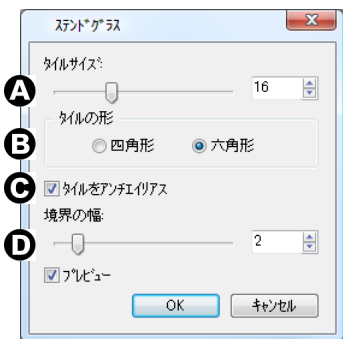 ステンドグラス
タイルサイズ:
A 16
タイルの形
B 四角形 六角形
C タイルをアンチエイリアス
境界の幅:
D 2
プレビュー
OK キャンセル